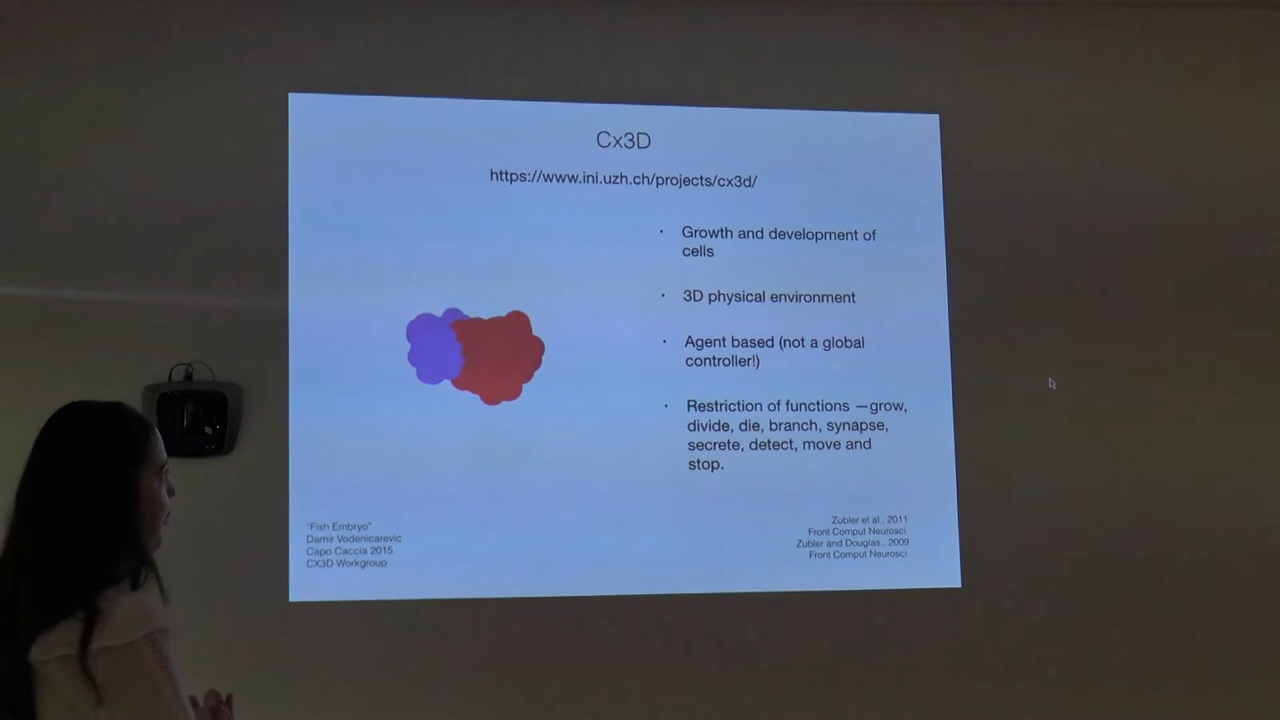 Cx3D
https://www.ini.uzh.ch/projects/cx3d/
· Growth and development of
cells
· 3D physical environment
· Agent based (not a global
controller!)
· Restriction of functions —grow,
divide, die, branch, synapse,
secrete, detect, move and
stop.
"Fish Embryo"
Damir Vodenicarevic
Capo Caccia 2015
CX3D Workgroup
Zubler et al., 2011
Front Comput Neurosci.
Zubler and Douglas., 2009
Front Comput Neurosci.